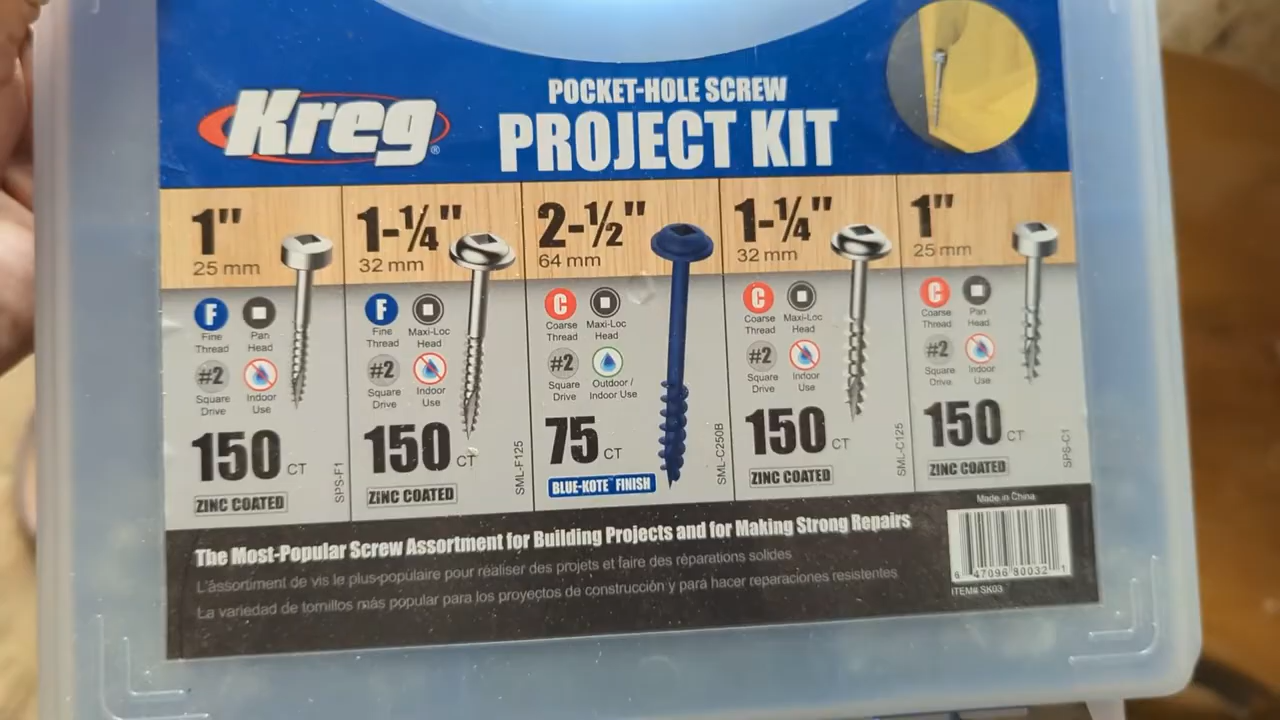 Kreg®
POCKET-HOLE SCREW
PROJECT KIT
1"
25 mm
F
Fine
Thread
Pan
Head
#2
Square
Drive
Indoor
Use
150 CT
ZINC COATED
SPS-F1
1-¼"
32 mm
F
Fine
Thread
Maxi-Loc
Head
#2
Square
Drive
Indoor
Use
150 CT
ZINC COATED
SML-F125
2-½"
64 mm
C
Coarse
Thread
Maxi-Loc
Head
#2
Square
Drive
Outdoor /
Indoor Use
75 CT
BLUE-KOTE™ FINISH
SML-C250B
1-¼"
32 mm
C
Coarse
Thread
Maxi-Loc
Head
#2
Square
Drive
Indoor
Use
150 CT
ZINC COATED
SML-C125
1"
25 mm
C
Coarse
Thread
Pan
Head
#2
Square
Drive
Indoor
Use
150 CT
ZINC COATED
SPS-C1
The Most-Popular Screw Assortment for Building Projects and for Making Strong Repairs
L'assortiment de vis le plus-populaire pour réaliser des projets et faire des réparations solides
La variedad de tornillos más popular para los proyectos de construcción y pará hacer reparaciones resistentes
Made in China
6 47096 80032 1
ITEM# SK03